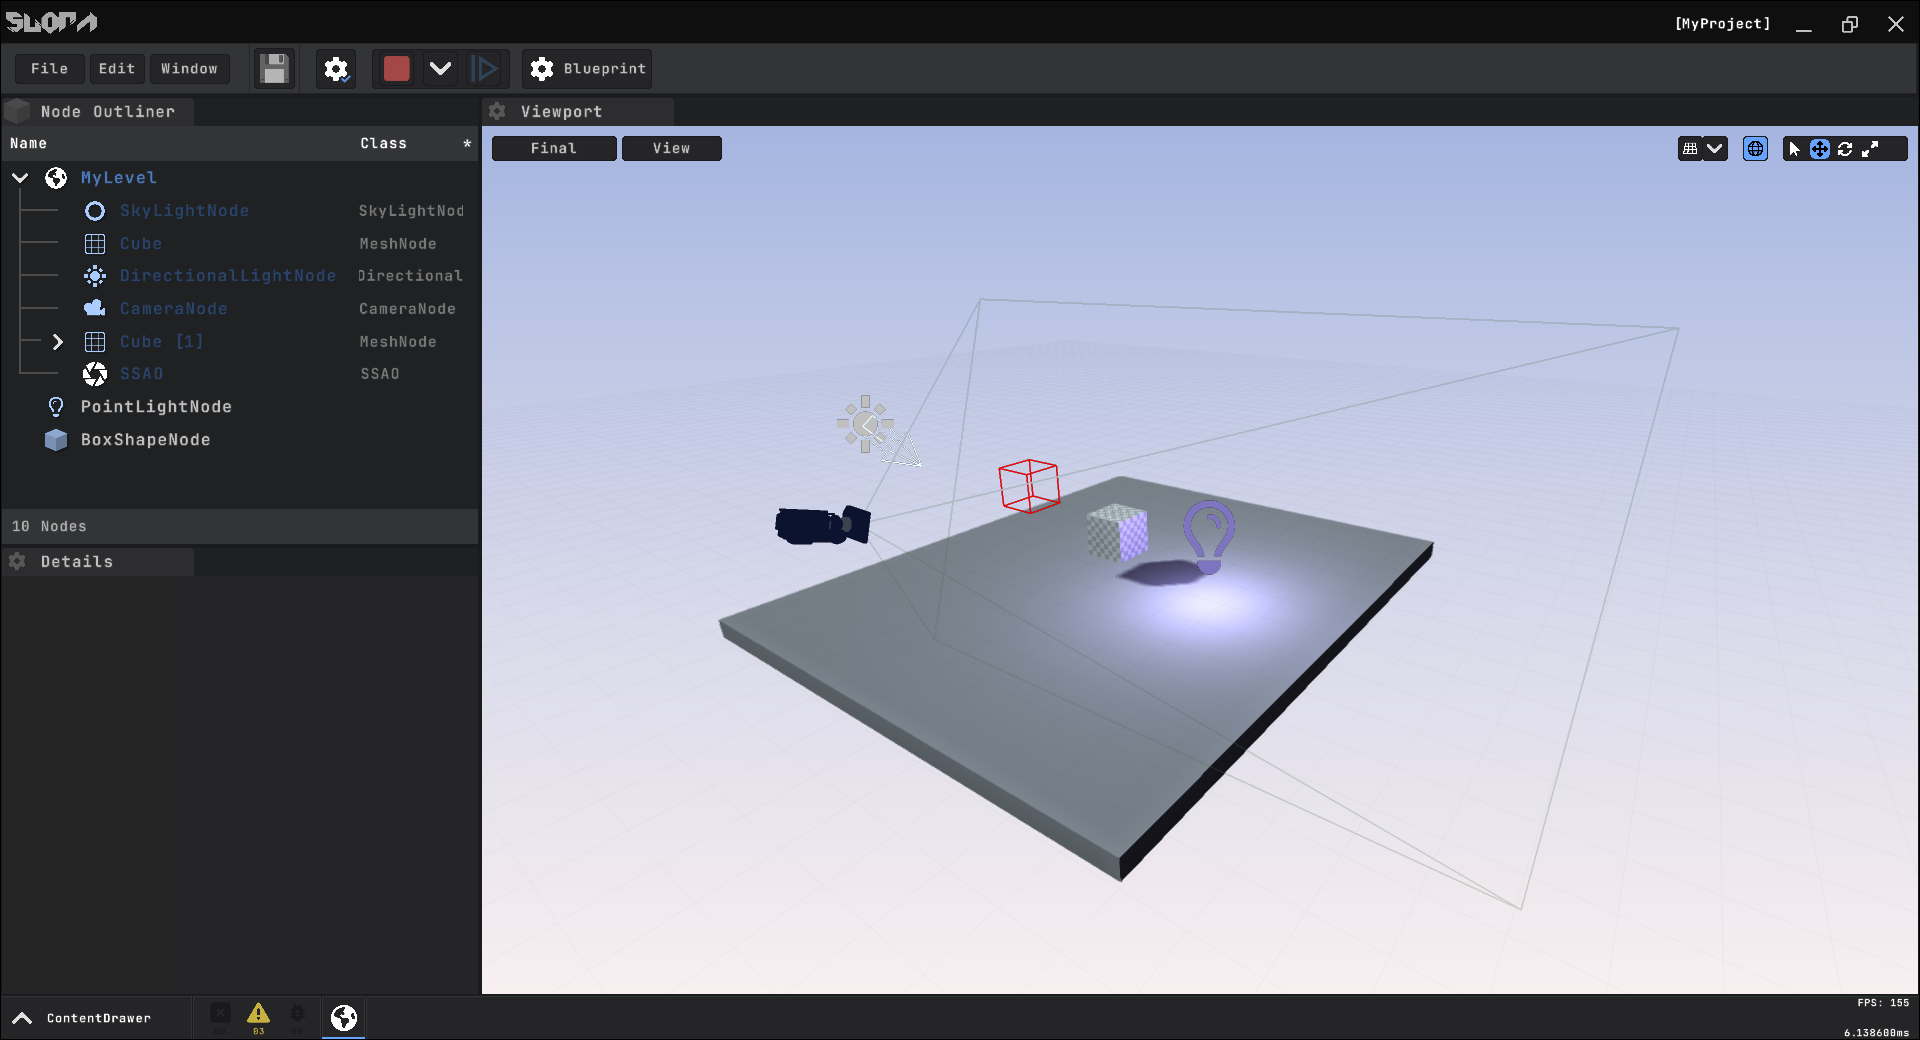 SLOPA
[MyProject]
File Edit Window Blueprint
Node Outliner
Viewport
Name Class *
Final View
MyLevel
SkyLightNode SkyLightNod
Cube MeshNode
DirectionalLightNode Directional
CameraNode CameraNode
Cube [1] MeshNode
SSAO SSAO
PointLightNode
BoxShapeNode
10 Nodes
Details
ContentDrawer
03
FPS: 155
6.138600ms